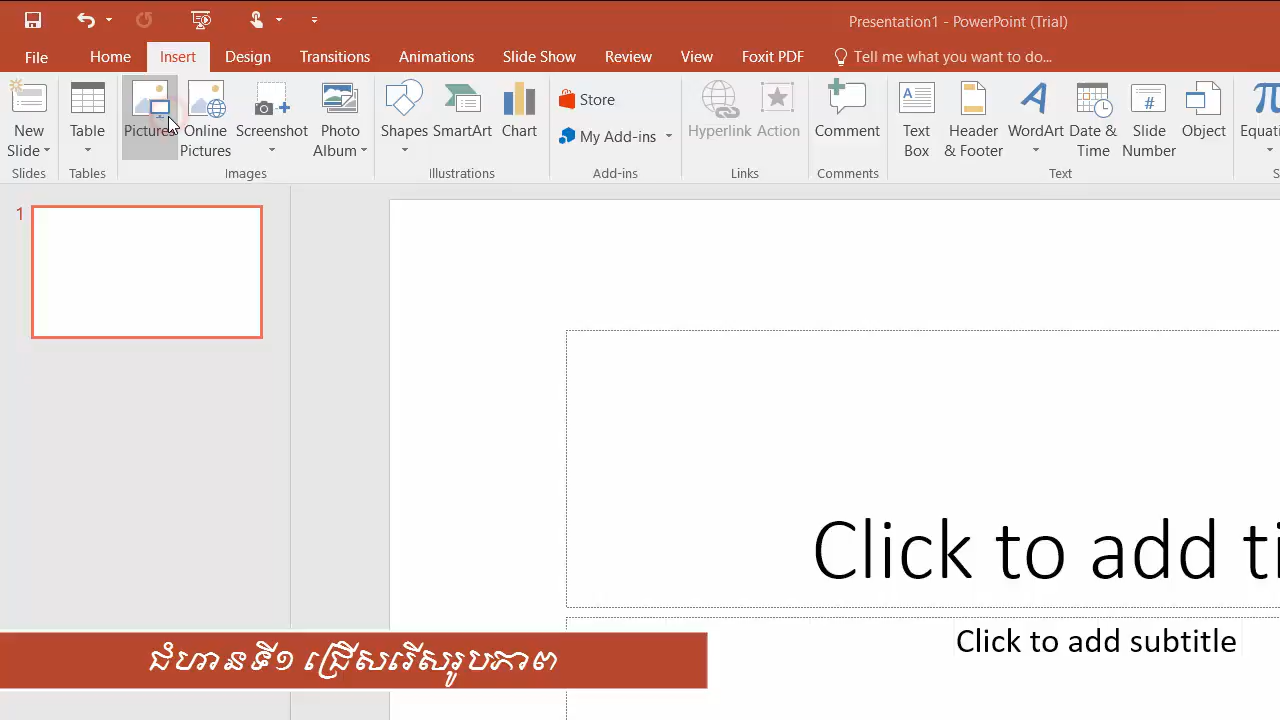 Presentation1 - PowerPoint (Trial)
File Home Insert Design Transitions Animations Slide Show Review View Foxit PDF Tell me what you want to do...
New Slide
Table
Pictures
Online Pictures
Screenshot
Photo Album
Shapes
SmartArt
Chart
Store
My Add-ins
Hyperlink
Action
Comment
Text Box
Header & Footer
WordArt
Date & Time
Slide Number
Object
Slides Tables Images Illustrations Add-ins Links Comments Text
1
Click to add
Click to add subtitle
ជំហានទី១ ជ្រើសរើសរូបភាព